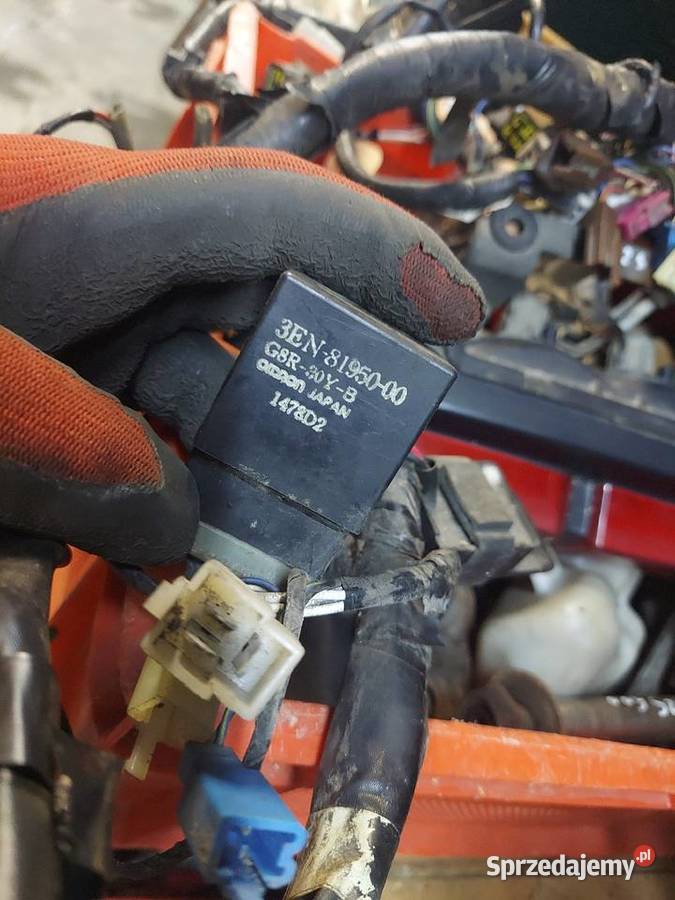 3EN-81950-00
G8R-30Y-B
OMRON JAPAN
1478D2
Sprzedajemy.pl